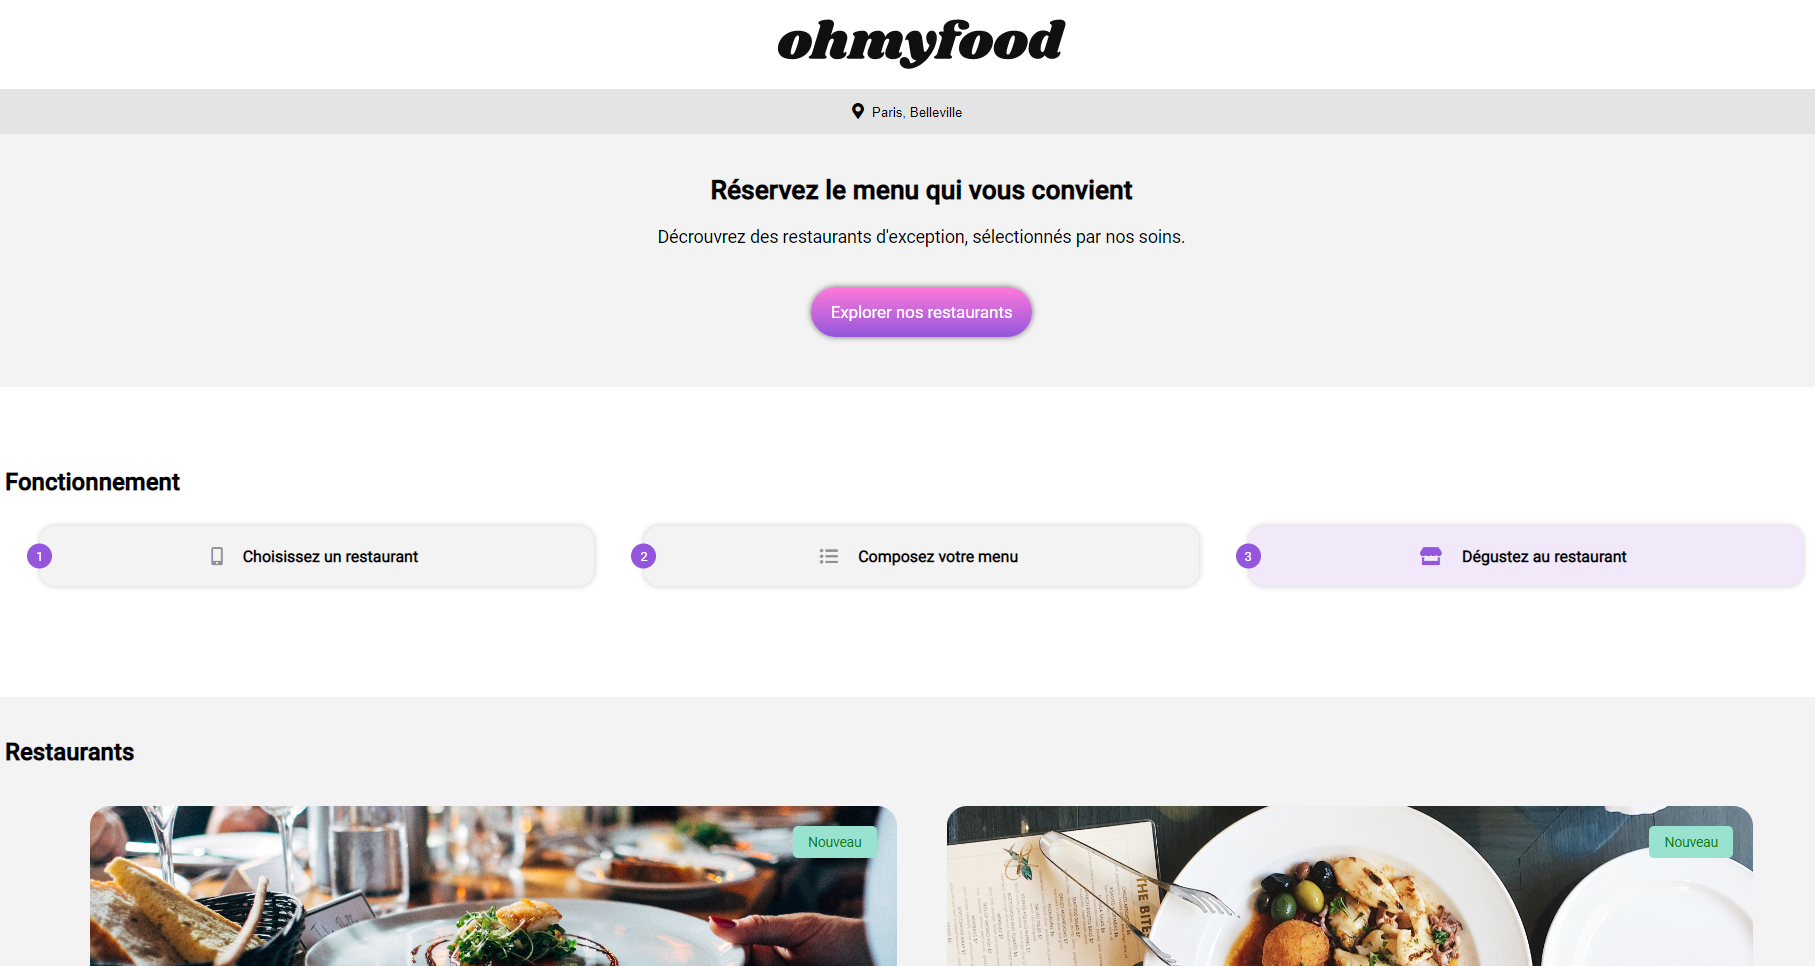 ohmyfood
Paris, Belleville
Réservez le menu qui vous convient
Décrouvrez des restaurants d'exception, sélectionnés par nos soins.
Explorer nos restaurants
Fonctionnement
1 Choisissez un restaurant
2 Composez votre menu
3 Dégustez au restaurant
Restaurants
Nouveau
Nouveau
THE BITE